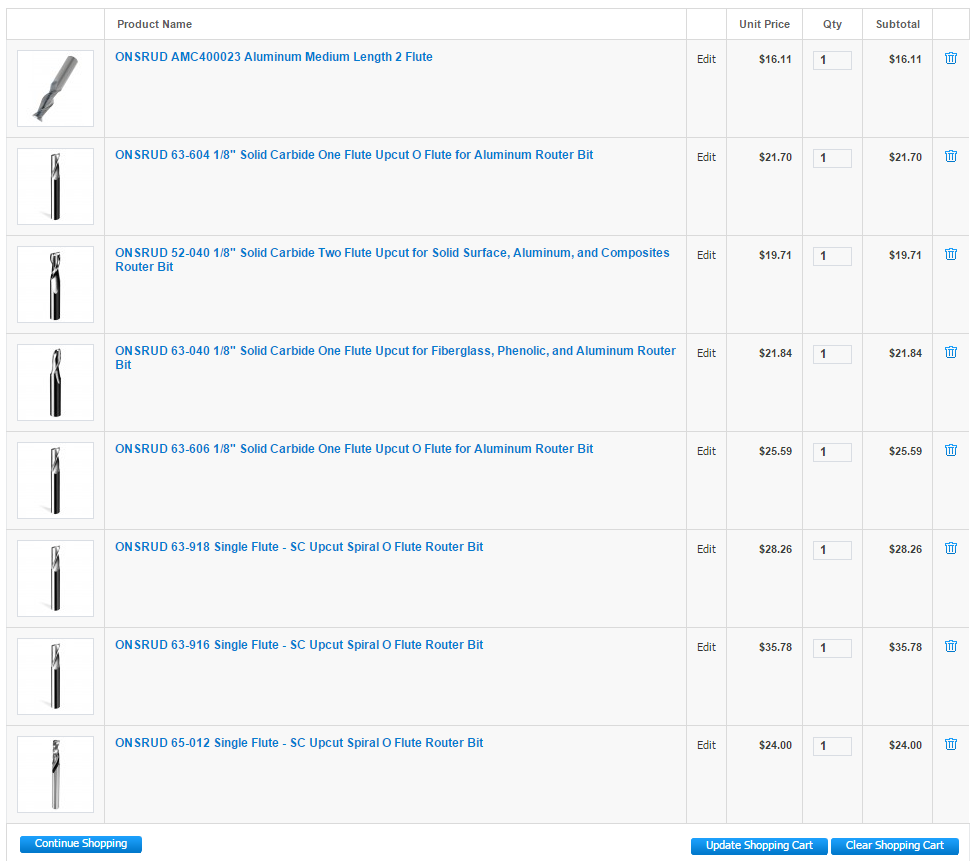 Product Name Unit Price Qty Subtotal
ONSRUD AMC400023 Aluminum Medium Length 2 Flute Edit $16.11 1 $16.11
ONSRUD 63-604 1/8" Solid Carbide One Flute Upcut O Flute for Aluminum Router Bit Edit $21.70 1 $21.70
ONSRUD 52-040 1/8" Solid Carbide Two Flute Upcut for Solid Surface, Aluminum, and Composites Edit $19.71 1 $19.71
Router Bit
ONSRUD 63-040 1/8" Solid Carbide One Flute Upcut for Fiberglass, Phenolic, and Aluminum Router Edit $21.84 1 $21.84
Bit
ONSRUD 63-606 1/8" Solid Carbide One Flute Upcut O Flute for Aluminum Router Bit Edit $25.59 1 $25.59
ONSRUD 63-918 Single Flute - SC Upcut Spiral O Flute Router Bit Edit $28.26 1 $28.26
ONSRUD 63-916 Single Flute - SC Upcut Spiral O Flute Router Bit Edit $35.78 1 $35.78
ONSRUD 65-012 Single Flute - SC Upcut Spiral O Flute Router Bit Edit $24.00 1 $24.00
Continue Shopping Update Shopping Cart Clear Shopping Cart